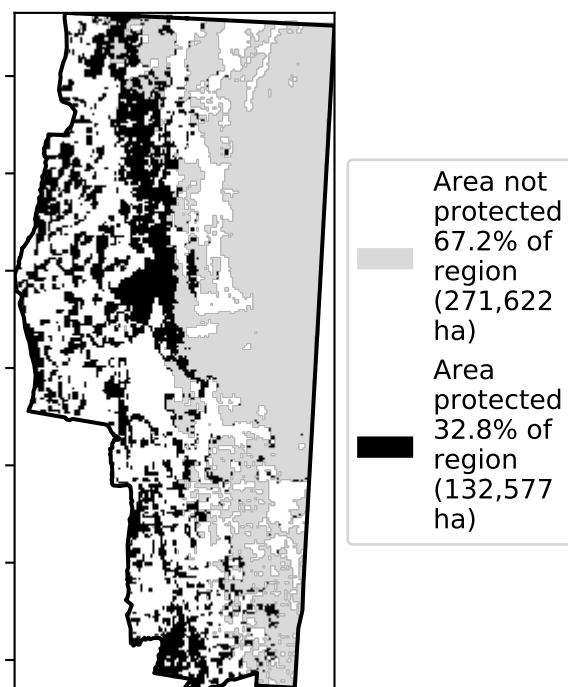 Area not
protected
67.2% of
region
(271,622
ha)
Area
protected
32.8% of
region
(132,577
ha)